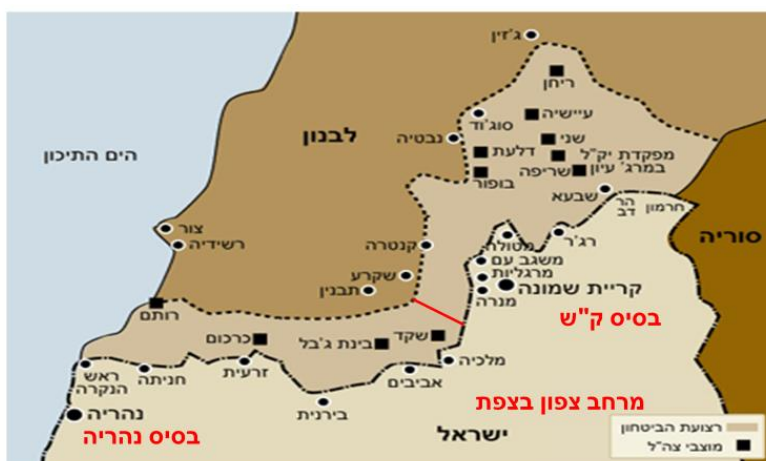 ג'זין
ריחן
עיישיה
סוג'וד
לבנון
נבטיה
שני
דלעת
מפקדת יק"ל
במרג' עיון
שריפה
בופור
הים התיכון
שבעא
הר
דב
חרמון
סוריה
צור
רשידיה
קנטרה
מטולה
רג'ר
משגב עם
מרגליות
שקרע
תבנין
מנרה
קריית שמונה
רותם
בסיס ק"ש
שקד
כרכום
בינת ג'בל
מלכיה
ראש
הנקרה
חניתה
זרעית
אביבים
בירנית
נהריה
בסיס נהריה
מרחב צפון בצפת
ישראל
רצועת הביטחון
מוצבי צה"ל